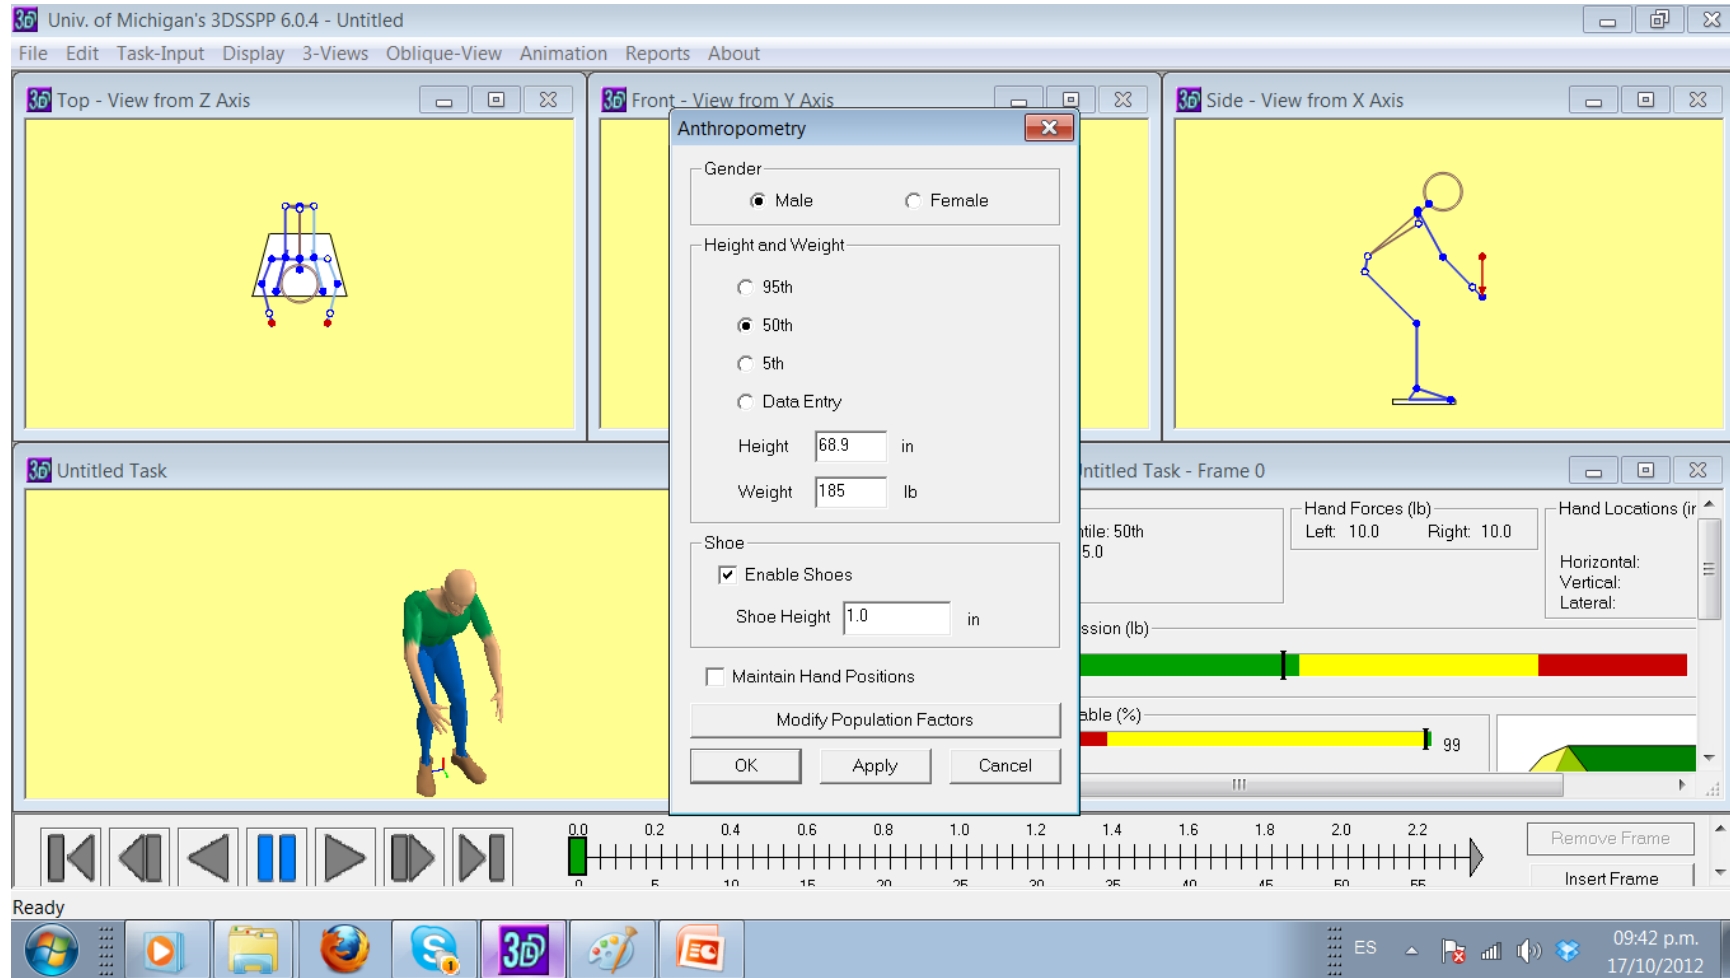 Univ. of Michigan's 3DSSPP 6.0.4 - Untitled
File Edit Task-Input Display 3-Views Oblique-View Animation Reports About
Top - View from Z Axis
Front - View from Y Axis
Side - View from X Axis
Anthropometry
Gender
Male Female
Height and Weight
95th
50th
5th
Data Entry
Height 68.9 in
Weight 185 lb
Shoe
Enable Shoes
Shoe Height 1.0 in
Maintain Hand Positions
Modify Population Factors
OK Apply Cancel
Untitled Task
ntitled Task - Frame 0
ntile: 50th
5.0
Hand Forces (lb)
Left: 10.0 Right: 10.0
Hand Locations (in
Horizontal:
Vertical:
Lateral:
ssion (lb)
able (%)
99
0.0 0.2 0.4 0.6 0.8 1.0 1.2 1.4 1.6 1.8 2.0 2.2
0 5 10 15 20 25 30 35 40 45 50 55
Remove Frame
Insert Frame
Ready
ES
09:42 p.m.
17/10/2012